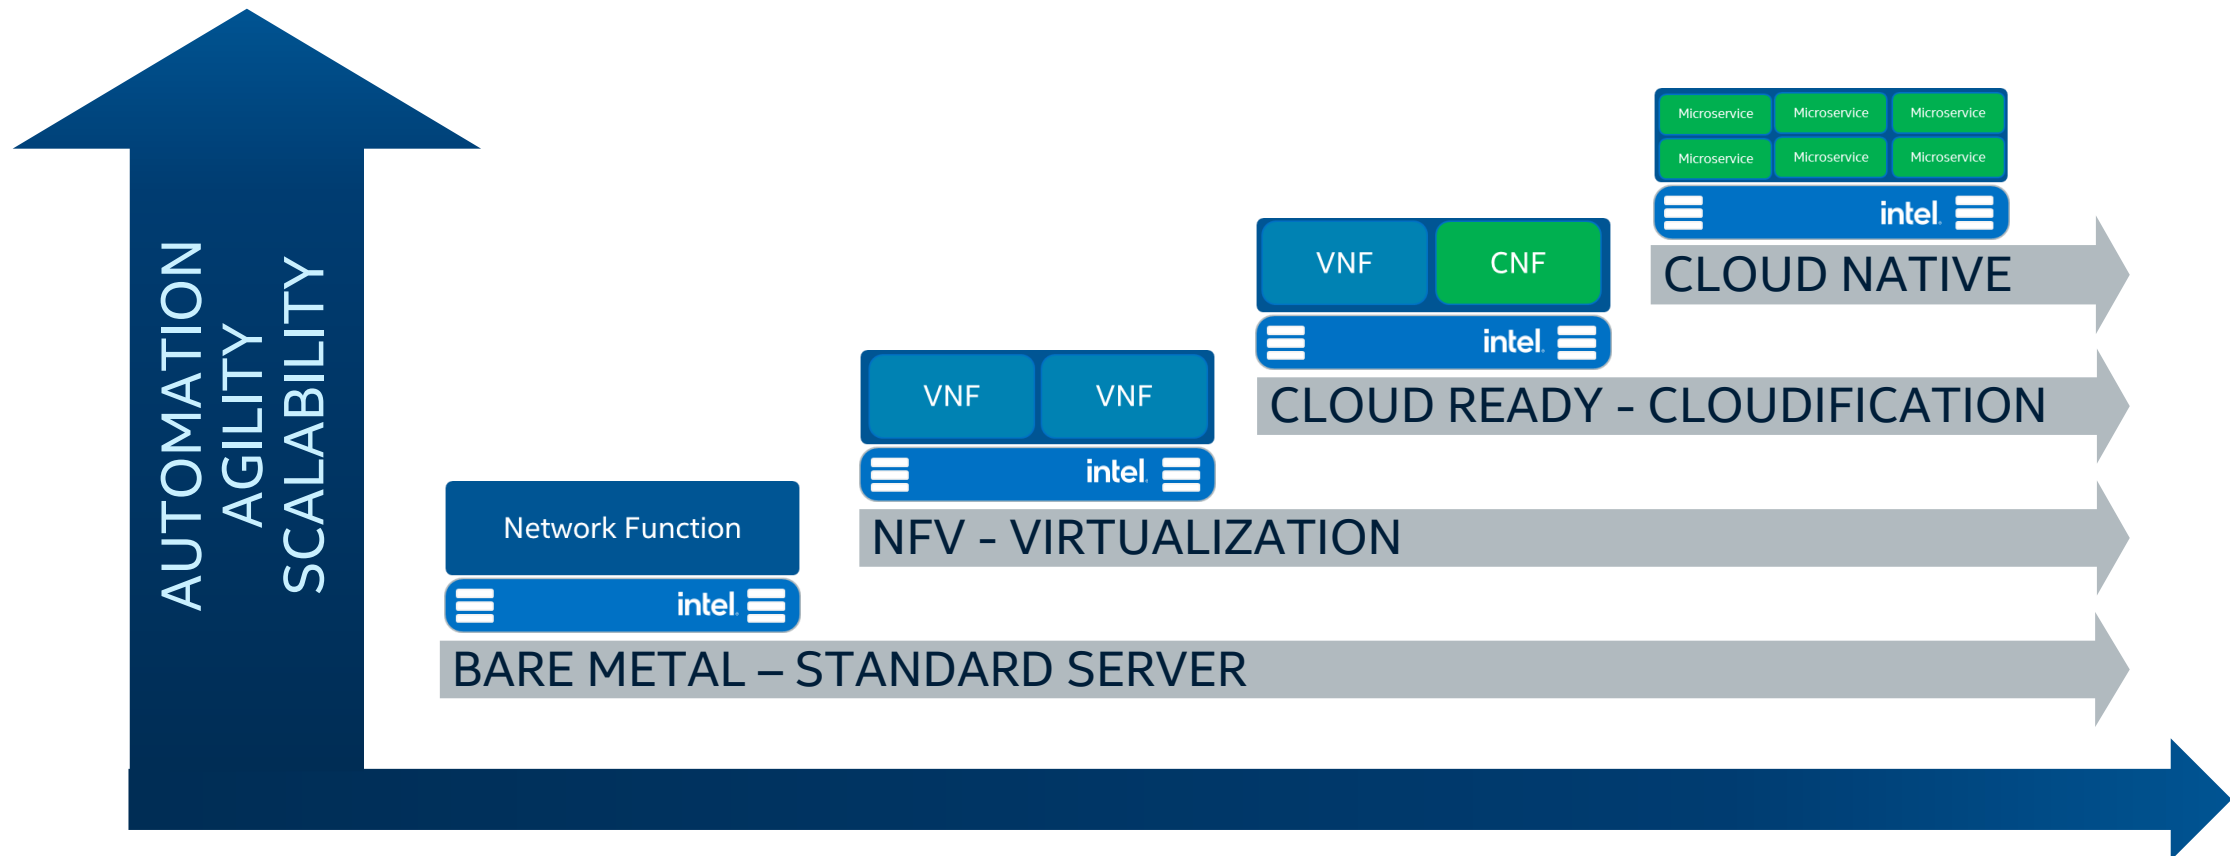 AUTOMATION
AGILITY
SCALABILITY
Microservice Microservice Microservice
Microservice Microservice Microservice
intel.
CLOUD NATIVE
VNF CNF
intel.
CLOUD READY - CLOUDIFICATION
VNF VNF
intel.
NFV - VIRTUALIZATION
Network Function
intel.
BARE METAL – STANDARD SERVER